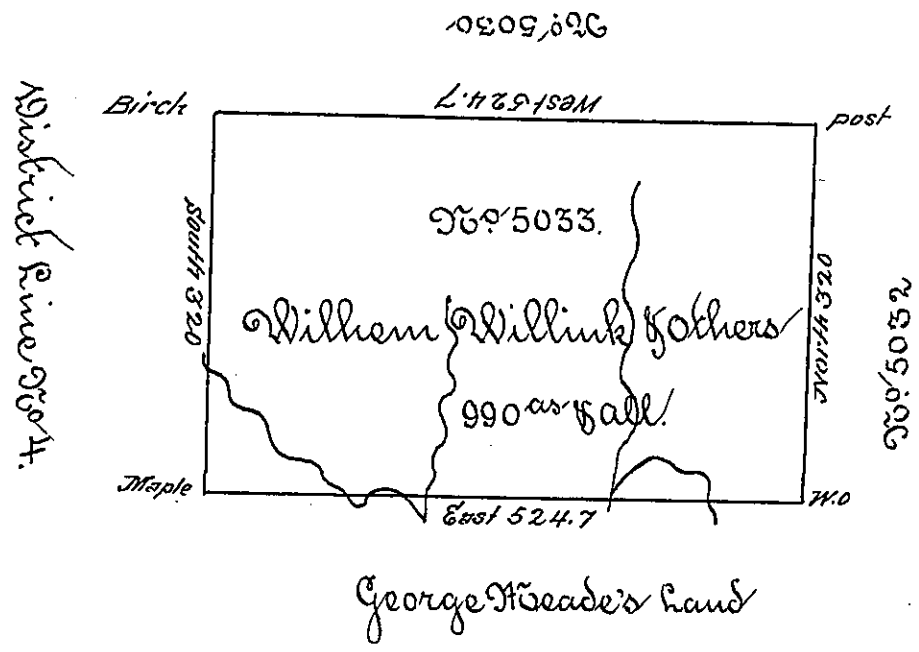 No. 5030
Birch
West 524.7
post
District Line No. 4.
South 320
No. 5033.
North 320
No. 5032
Wilhem Willink & Others
990 as & all.
Maple
East 524.7
W.O
George Meade's Land